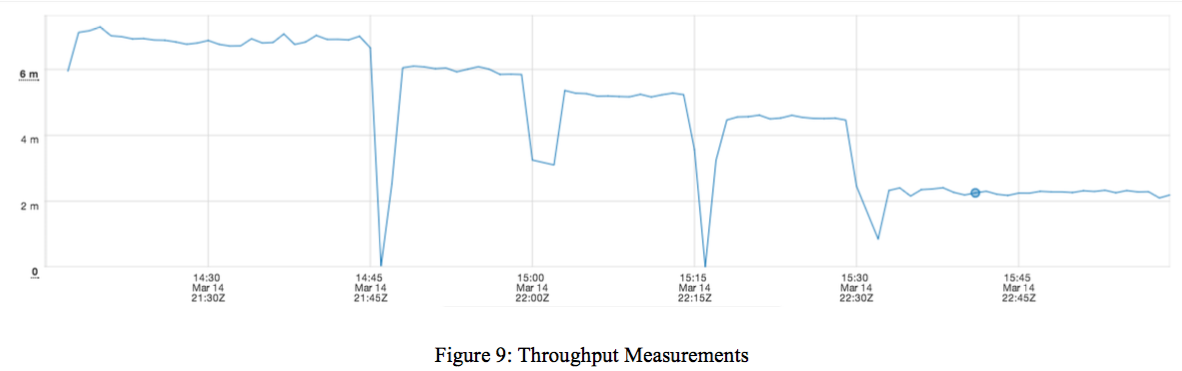 6 m
4 m
2 m
0
14:30
Mar 14
21:30Z
14:45
Mar 14
21:45Z
15:00
Mar 14
22:00Z
15:15
Mar 14
22:15Z
15:30
Mar 14
22:30Z
15:45
Mar 14
22:45Z
Figure 9: Throughput Measurements